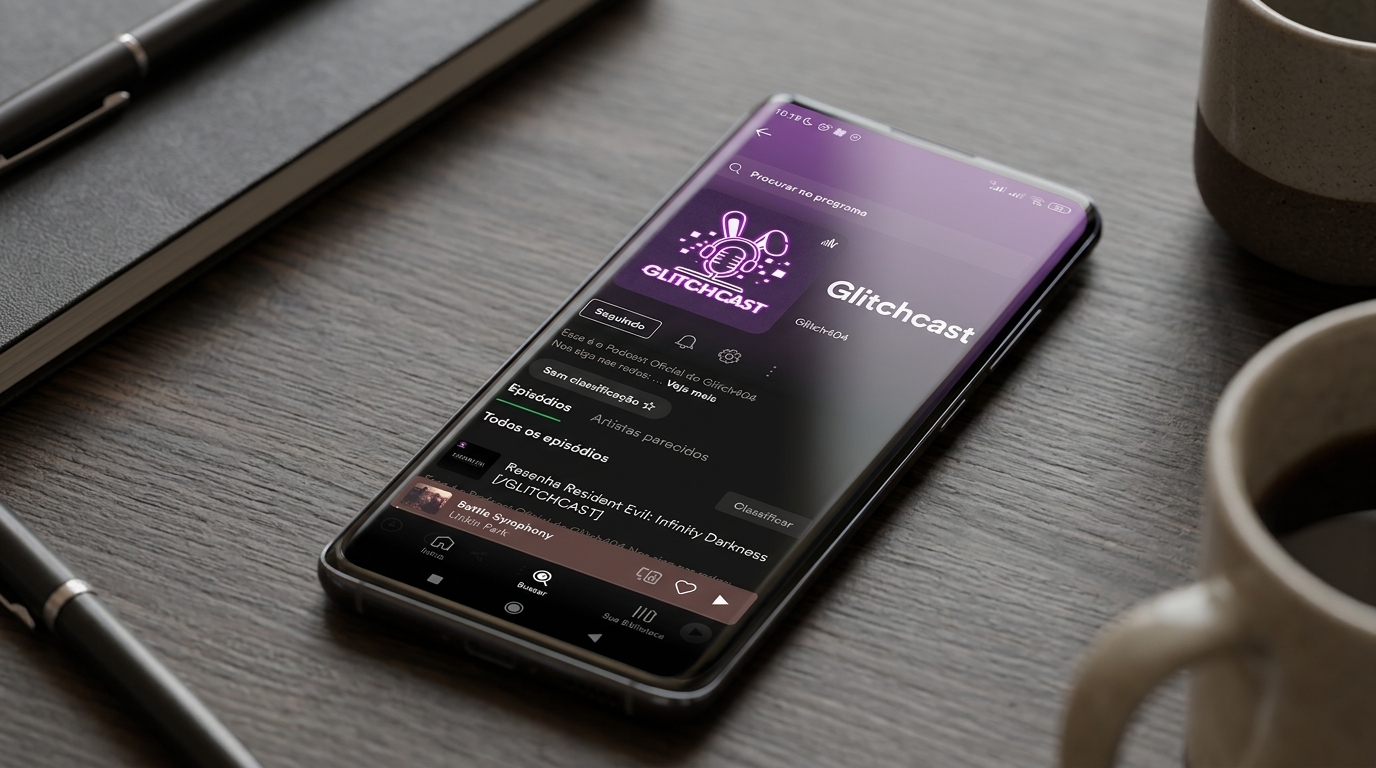 10:18
Procurar no programa
GLITCHCAST
Glitchcast
Glitch404
Seguindo
Esse é o Podcast Oficial do Glitch404
Nos siga nas redes: ... Veja mais
Sem classificação
Episódios
Artistas parecidos
Todos os episódios
Resenha Resident Evil: Infinity Darkness
[/GLITCHCAST]
Classificar
Battle Symphony
Linkin Park
Buscar
Sua Biblioteca